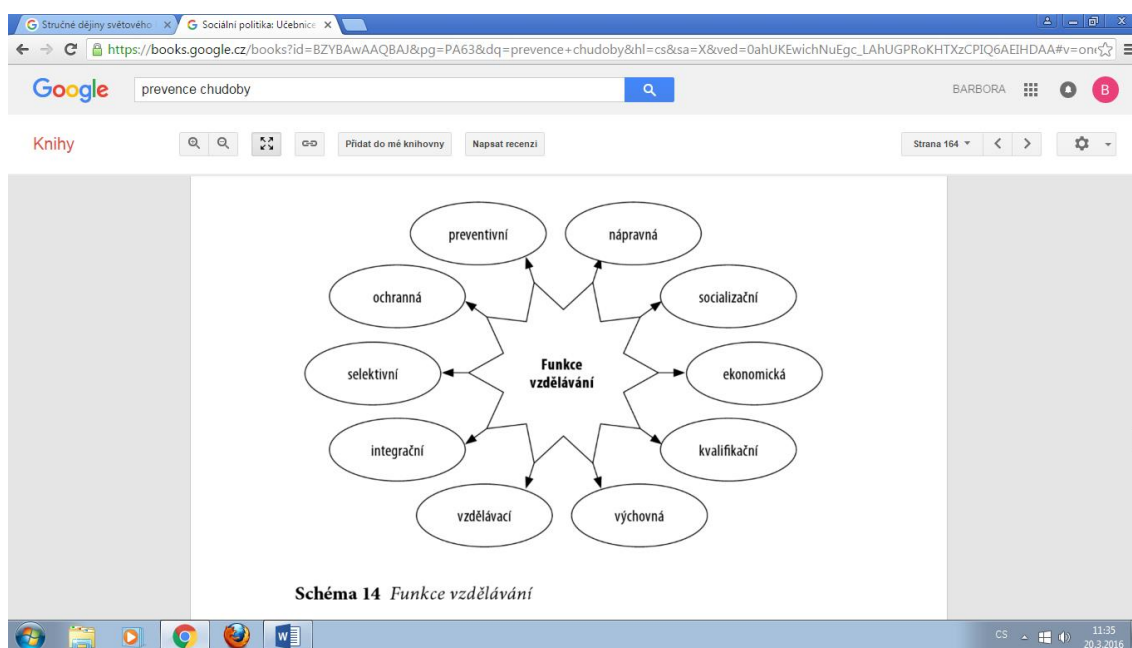 Stručné dějiny světového
Sociální politika: Učebnice
https://books.google.cz/books?id=BZYBAwAAQBAJ&pg=PA63&dq=prevence+chudoby&hl=cs&sa=X&ved=0ahUKEwichNuEgc_LAhUGPRoKHTXzCPIQ6AEIHDAA#v=one
Google
prevence chudoby
BARBORA
B
Knihy
Přidat do mé knihovny
Napsat recenzi
Strana 164
preventivní
nápravná
ochranná
socializační
selektivní
Funkce
vzdělávání
ekonomická
integrační
kvalifikační
vzdělávací
výchovná
Schéma 14 Funkce vzdělávání
CS
11:35
20.3.2016